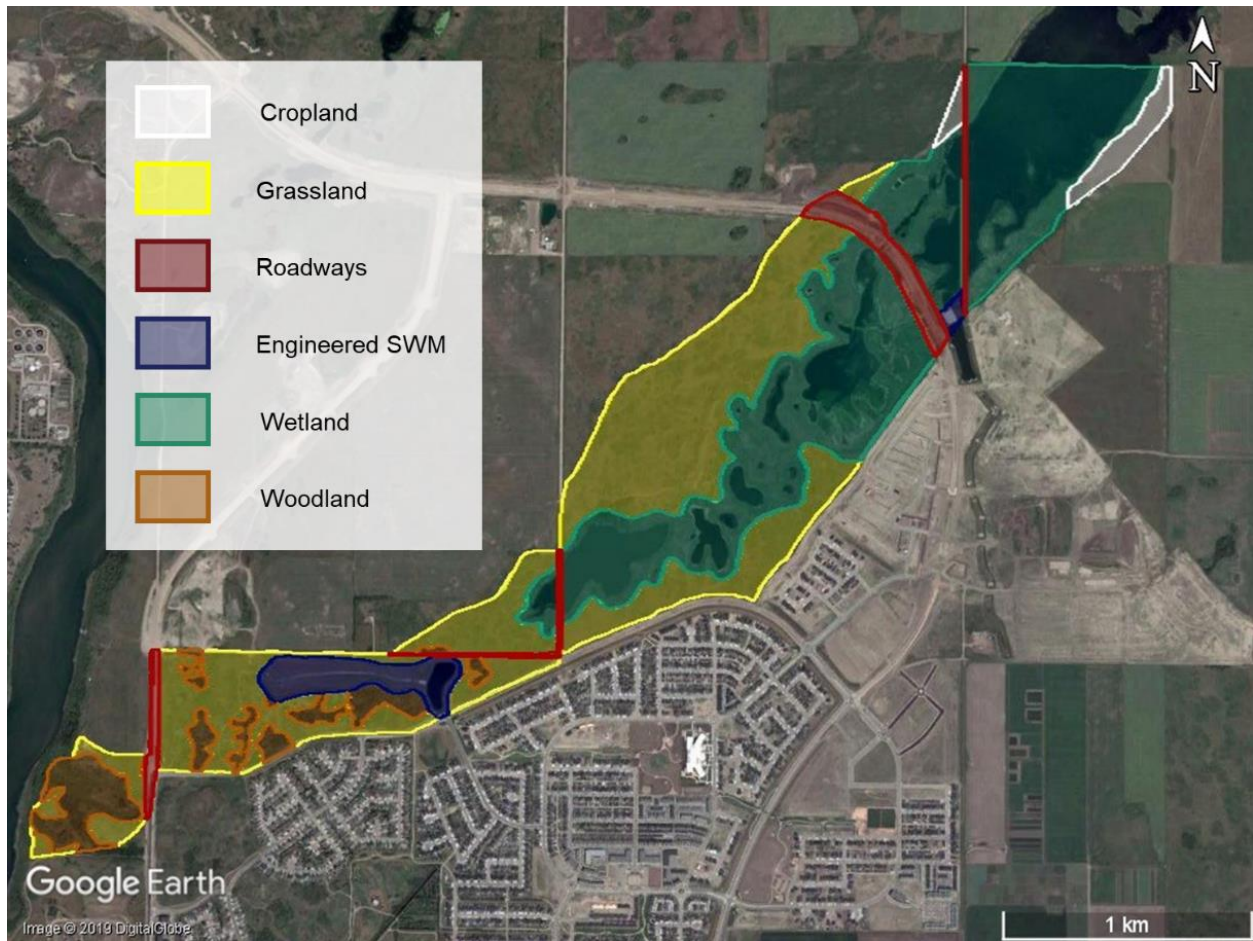 N
Cropland
Grassland
Roadways
Engineered SWM
Wetland
Woodland
Google Earth
Image © 2019 DigitalGlobe
1 km